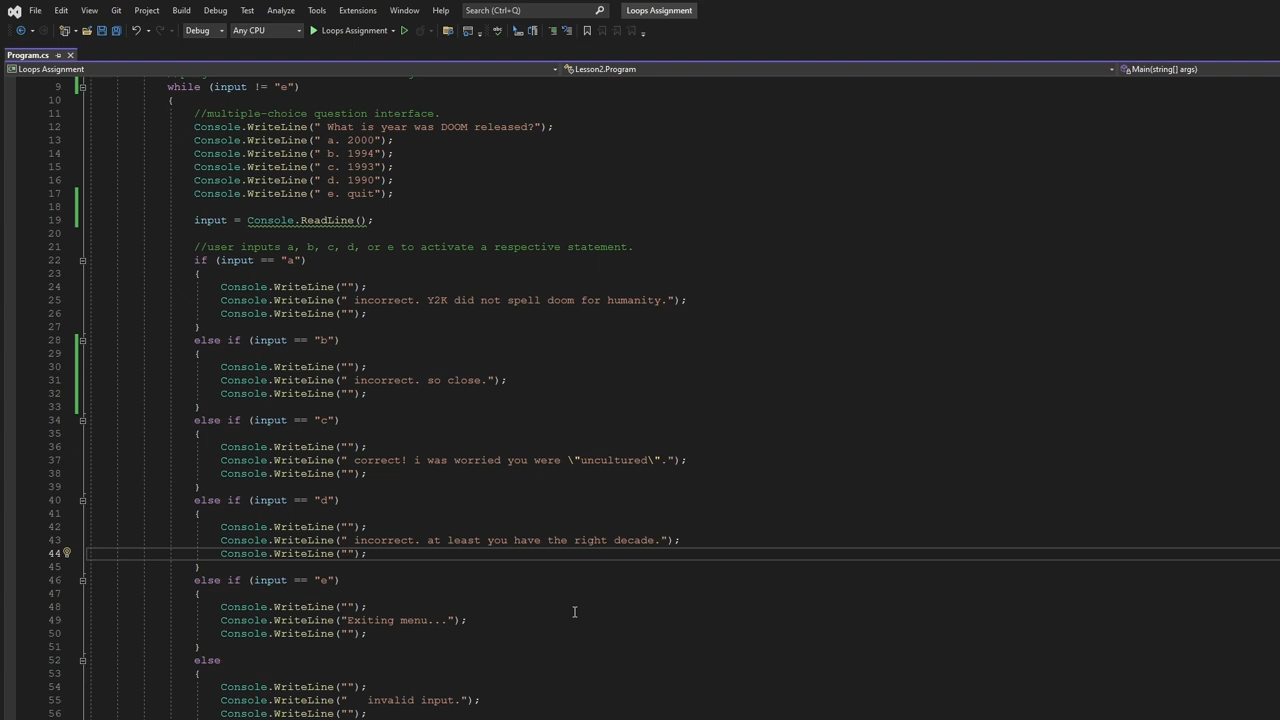 File Edit View Git Project Build Debug Test Analyze Tools Extensions Window Help Search (Ctrl+Q) Loops Assignment
Debug Any CPU Loops Assignment
Program.cs
Loops Assignment Lesson2.Program Main(string[] args)
9 while (input != "e")
10 {
11 //multiple-choice question interface.
12 Console.WriteLine(" What is year was DOOM released?");
13 Console.WriteLine(" a. 2000");
14 Console.WriteLine(" b. 1994");
15 Console.WriteLine(" c. 1993");
16 Console.WriteLine(" d. 1990");
17 Console.WriteLine(" e. quit");
18
19 input = Console.ReadLine();
20
21 //user inputs a, b, c, d, or e to activate a respective statement.
22 if (input == "a")
23 {
24 Console.WriteLine("");
25 Console.WriteLine(" incorrect. Y2K did not spell doom for humanity.");
26 Console.WriteLine("");
27 }
28 else if (input == "b")
29 {
30 Console.WriteLine("");
31 Console.WriteLine(" incorrect. so close.");
32 Console.WriteLine("");
33 }
34 else if (input == "c")
35 {
36 Console.WriteLine("");
37 Console.WriteLine(" correct! i was worried you were \"uncultured\".");
38 Console.WriteLine("");
39 }
40 else if (input == "d")
41 {
42 Console.WriteLine("");
43 Console.WriteLine(" incorrect. at least you have the right decade.");
44 Console.WriteLine("");
45 }
46 else if (input == "e")
47 {
48 Console.WriteLine("");
49 Console.WriteLine("Exiting menu...");
50 Console.WriteLine("");
51 }
52 else
53 {
54 Console.WriteLine("");
55 Console.WriteLine("   invalid input.");
56 Console.WriteLine("");